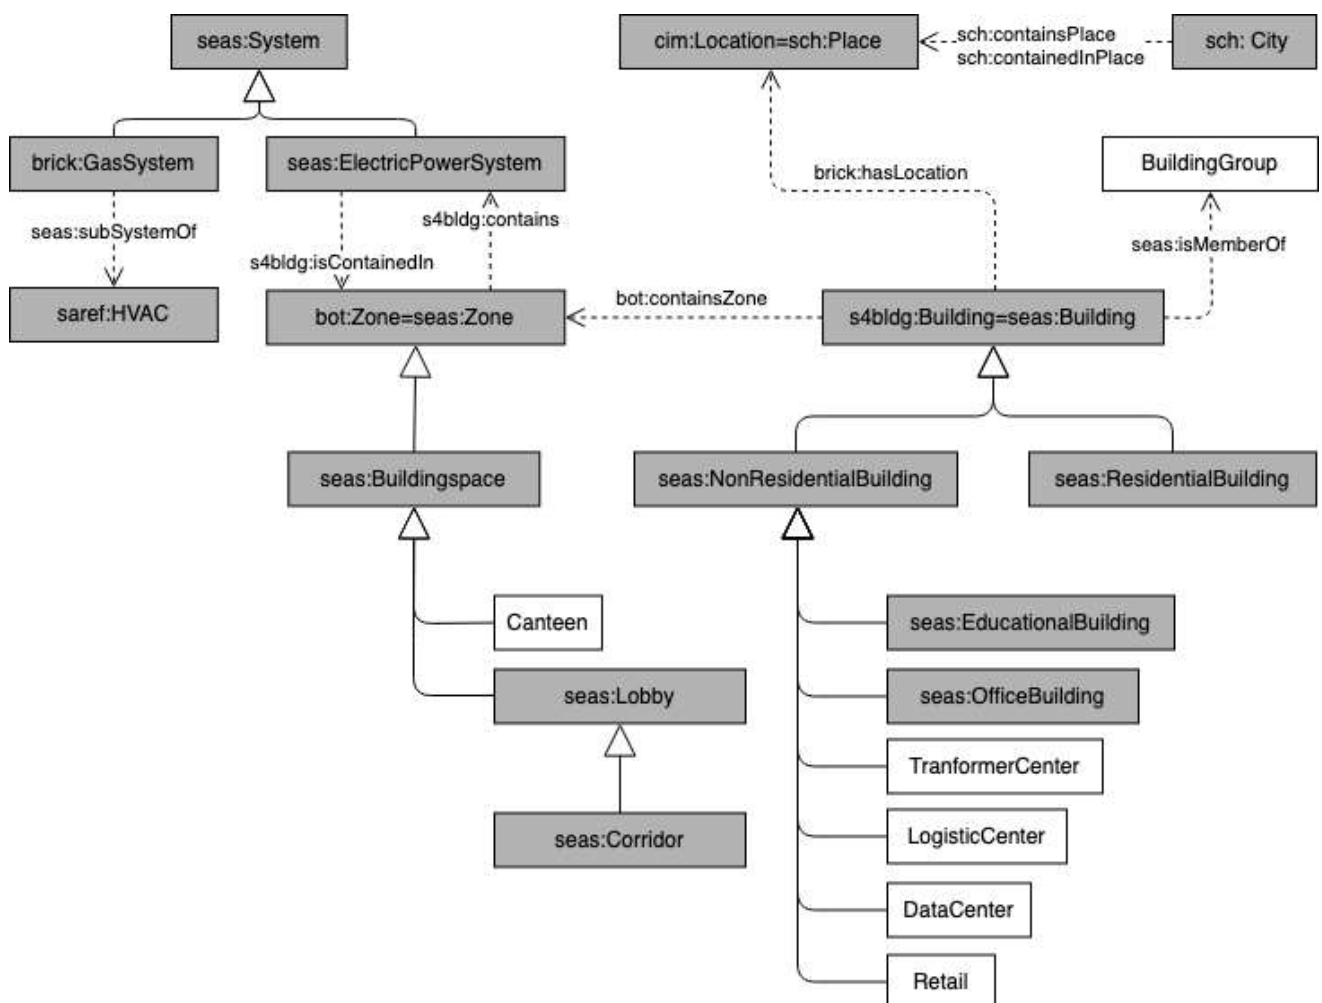 seas:System
cim:Location=sch:Place
sch:containsPlace
sch:containedInPlace
sch: City
brick:GasSystem
seas:ElectricPowerSystem
brick:hasLocation
BuildingGroup
seas:subSystemOf
s4bldg:contains
s4bldg:isContainedIn
seas:isMemberOf
saref:HVAC
bot:Zone=seas:Zone
bot:containsZone
s4bldg:Building=seas:Building
seas:Buildingspace
seas:NonResidentialBuilding
seas:ResidentialBuilding
Canteen
seas:EducationalBuilding
seas:Lobby
seas:OfficeBuilding
TranformerCenter
seas:Corridor
LogisticCenter
DataCenter
Retail